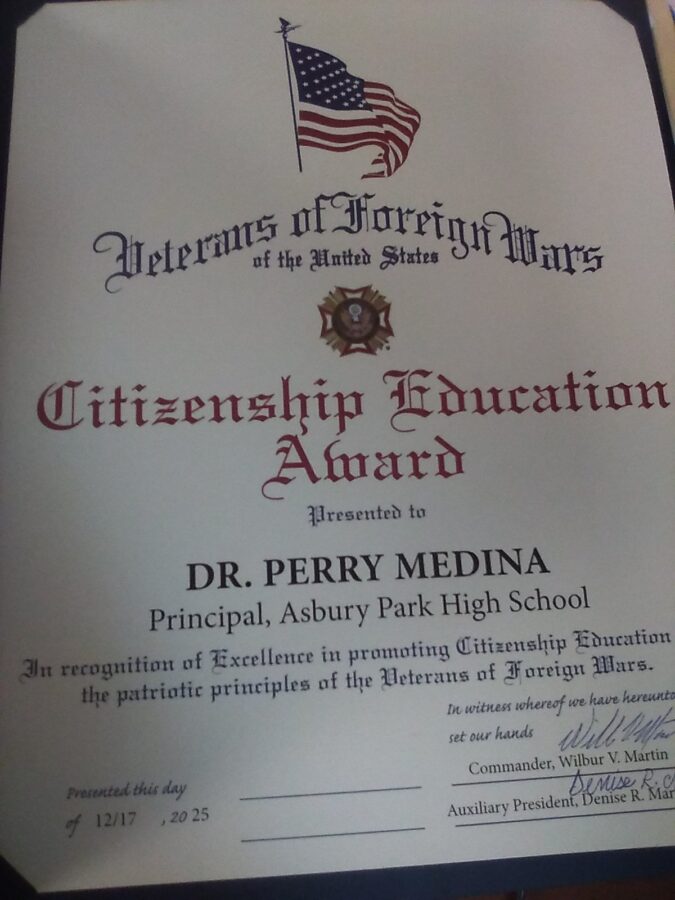 Veterans of Foreign Wars
of the United States
Citizenship Education
Award
Presented to
DR. PERRY MEDINA
Principal, Asbury Park High School
In recognition of Excellence in promoting Citizenship Education
the patriotic principles of the Veterans of Foreign Wars.
In witness whereof we have hereunto
set our hands
Commander, Wilbur V. Martin
Denise R.
Auxiliary President, Denise R. Mar
Presented this day
of 12/17, 2025